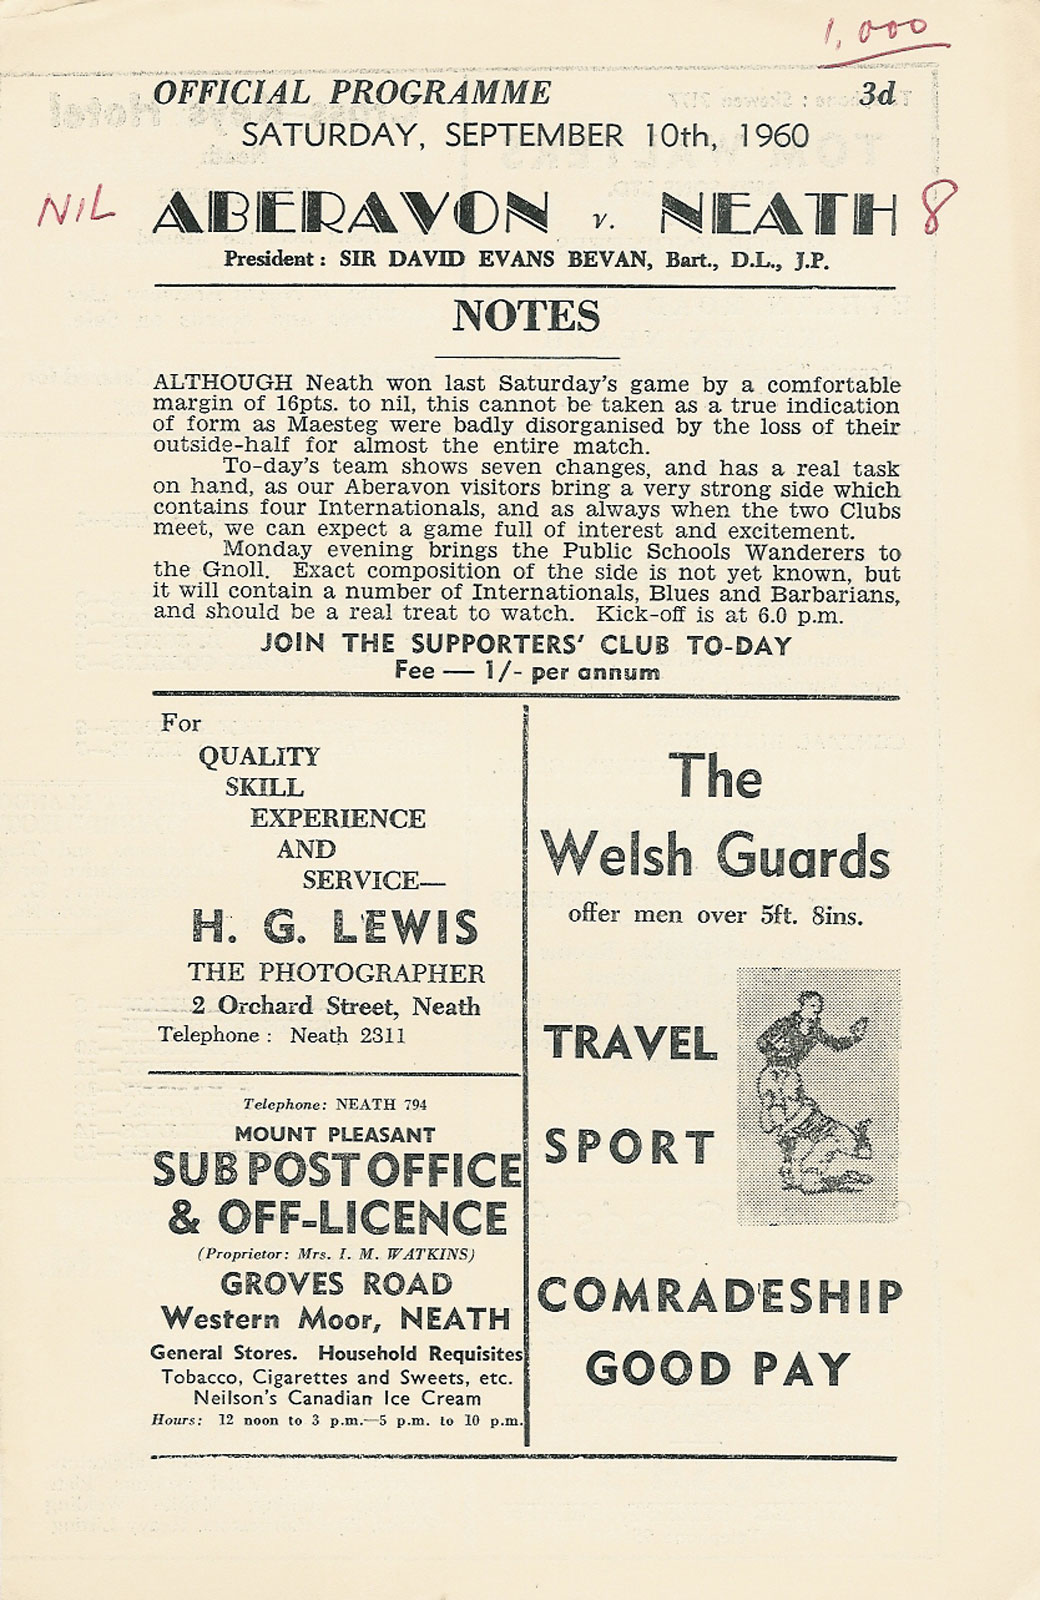 1,000
OFFICIAL PROGRAMME 3d
SATURDAY, SEPTEMBER 10th, 1960
NIL ABERAVON v. NEATH 8
President : SIR DAVID EVANS BEVAN, Bart., D.L., J.P.
NOTES
ALTHOUGH Neath won last Saturday's game by a comfortable
margin of 16pts. to nil, this cannot be taken as a true indication
of form as Maesteg were badly disorganised by the loss of their
outside-half for almost the entire match.
To-day's team shows seven changes, and has a real task
on hand, as our Aberavon visitors bring a very strong side which
contains four Internationals, and as always when the two Clubs
meet, we can expect a game full of interest and excitement.
Monday evening brings the Public Schools Wanderers to
the Gnoll. Exact composition of the side is not yet known, but
it will contain a number of Internationals, Blues and Barbarians,
and should be a real treat to watch. Kick-off is at 6.0 p.m.
JOIN THE SUPPORTERS' CLUB TO-DAY
Fee — 1/- per annum
For
QUALITY
SKILL
EXPERIENCE
AND
SERVICE—
H. G. LEWIS
THE PHOTOGRAPHER
2 Orchard Street, Neath
Telephone : Neath 2311
Telephone: NEATH 794
MOUNT PLEASANT
SUB POST OFFICE
& OFF-LICENCE
(Proprietor: Mrs. I. M. WATKINS)
GROVES ROAD
Western Moor, NEATH
General Stores. Household Requisites
Tobacco, Cigarettes and Sweets, etc.
Neilson's Canadian Ice Cream
Hours: 12 noon to 3 p.m.—5 p.m. to 10 p.m.
The
Welsh Guards
offer men over 5ft. 8ins.
TRAVEL
SPORT
COMRADESHIP
GOOD PAY